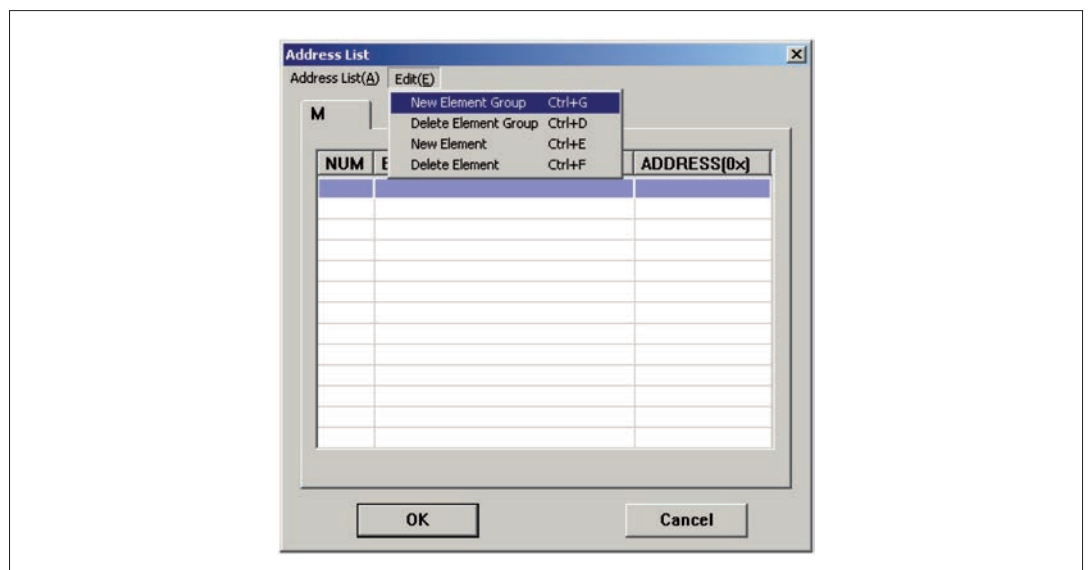 Address List
Address List(A) Edit(E)
New Element Group Ctrl+G
Delete Element Group Ctrl+D
New Element Ctrl+E
Delete Element Ctrl+F
M
NUM ADDRESS(0x)
OK Cancel